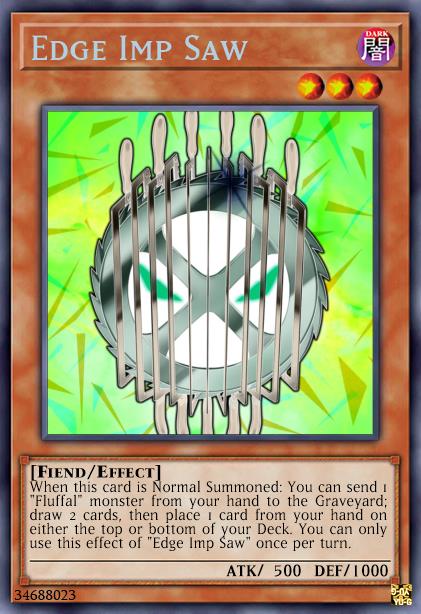 Edge Imp Saw
DARK
闇
[Fiend/Effect]
When this card is Normal Summoned: You can send 1
"Fluffal" monster from your hand to the Graveyard;
draw 2 cards, then place 1 card from your hand on
either the top or bottom of your Deck. You can only
use this effect of "Edge Imp Saw" once per turn.
ATK/ 500 DEF/1000
34688023